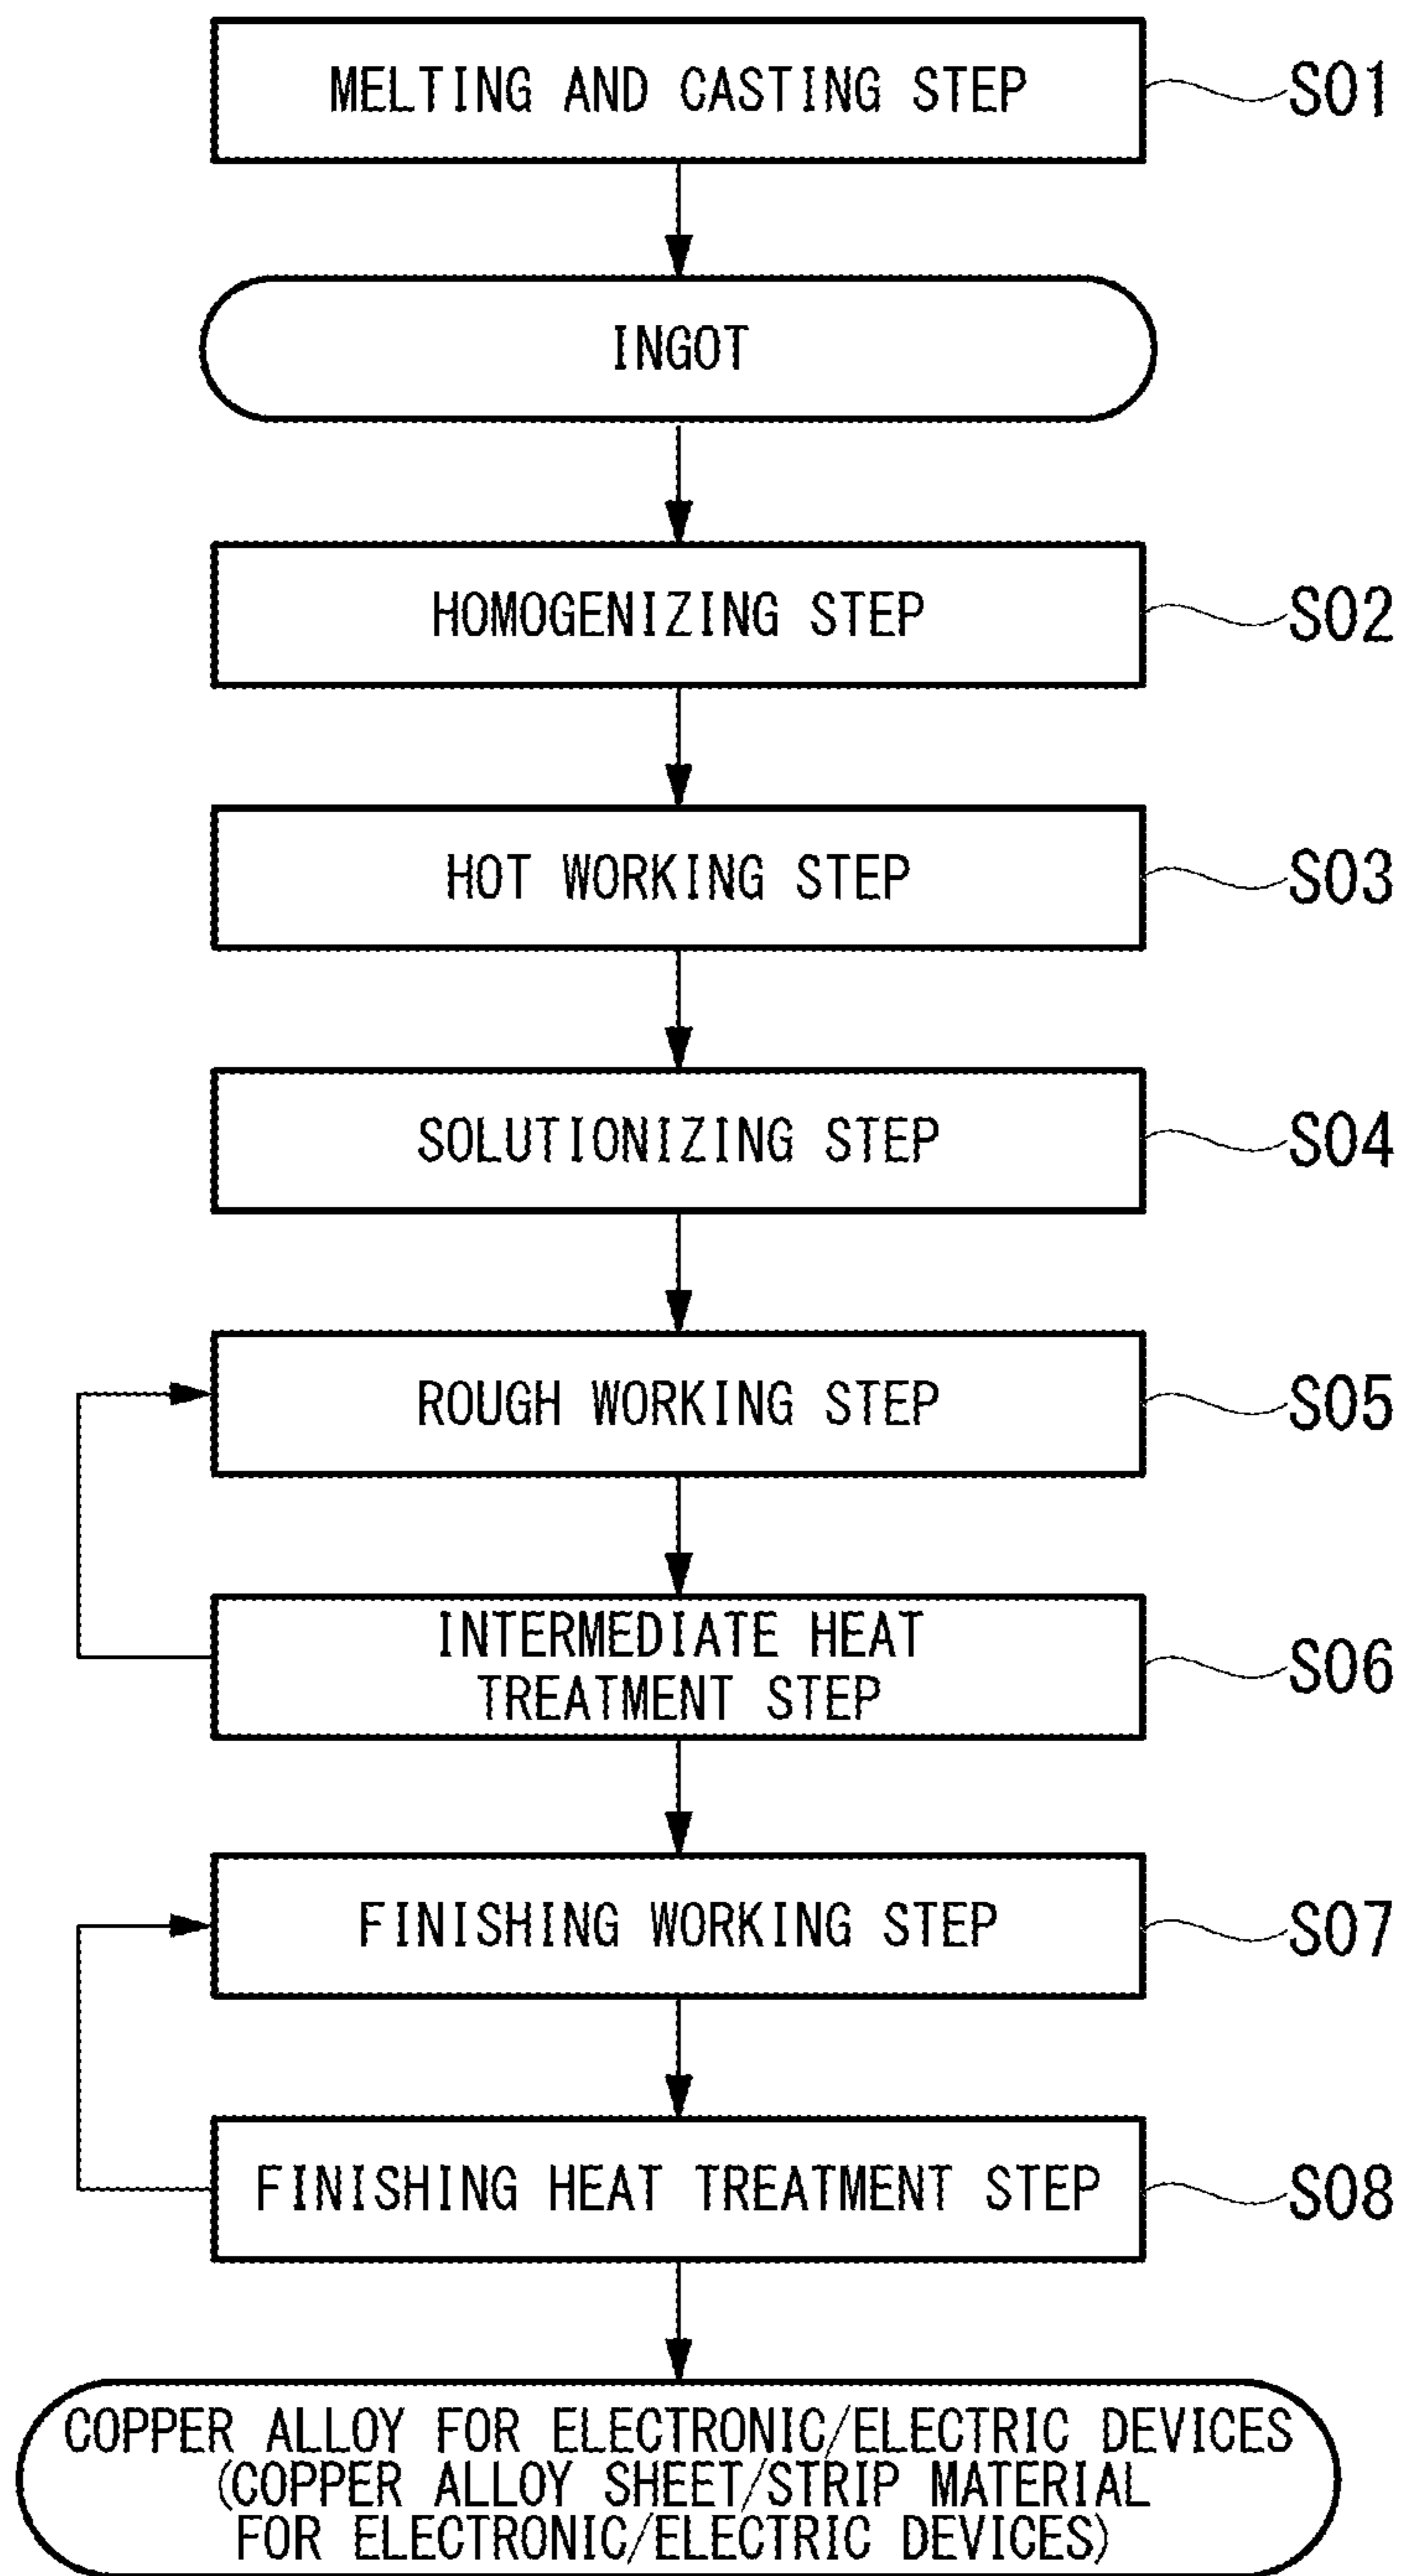 MELTING AND CASTING STEP
S01
INGOT
HOMOGENIZING STEP
S02
HOT WORKING STEP
S03
SOLUTIONIZING STEP
S04
ROUGH WORKING STEP
S05
INTERMEDIATE HEAT
TREATMENT STEP
S06
FINISHING WORKING STEP
S07
FINISHING HEAT TREATMENT STEP
S08
COPPER ALLOY FOR ELECTRONIC/ELECTRIC DEVICES
(COPPER ALLOY SHEET/STRIP MATERIAL
FOR ELECTRONIC/ELECTRIC DEVICES)